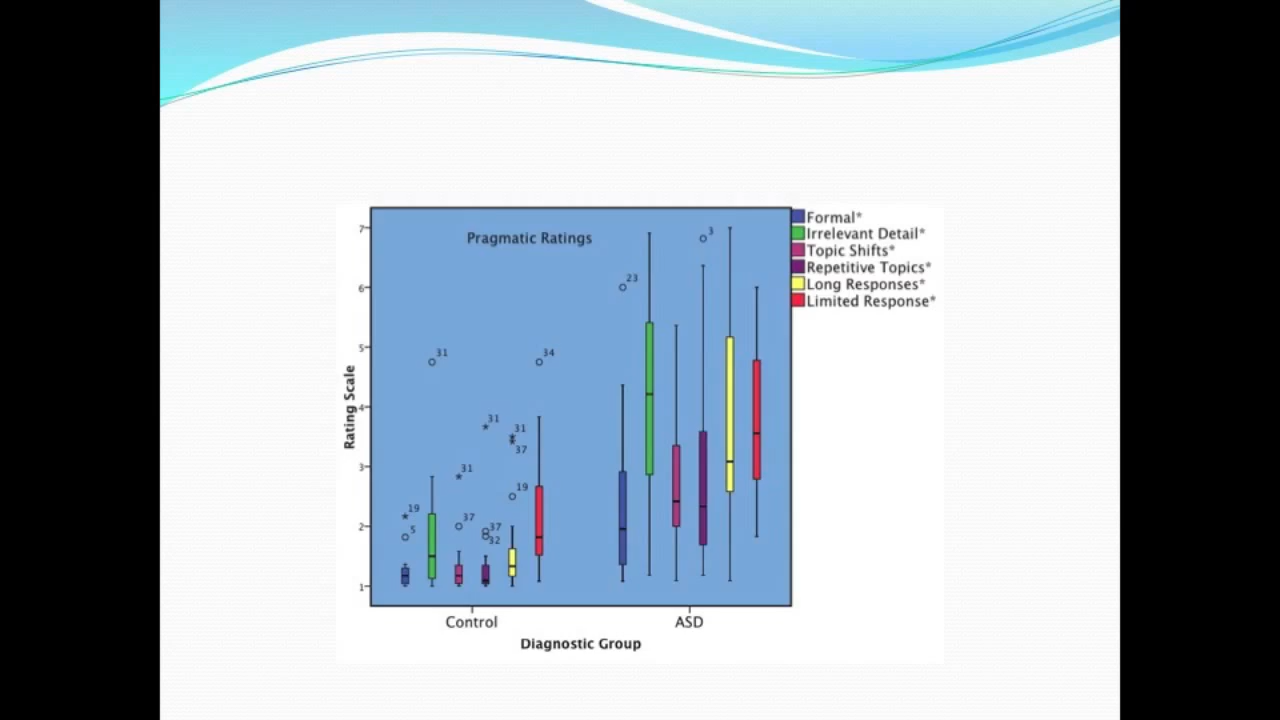 Pragmatic Ratings
Formal*
Irrelevant Detail*
Topic Shifts*
Repetitive Topics*
Long Responses*
Limited Response*
Rating Scale
7
6
5
4
3
2
1
19
5
31
31
37
31
37
32
31
37
19
34
23
3
Control
ASD
Diagnostic Group